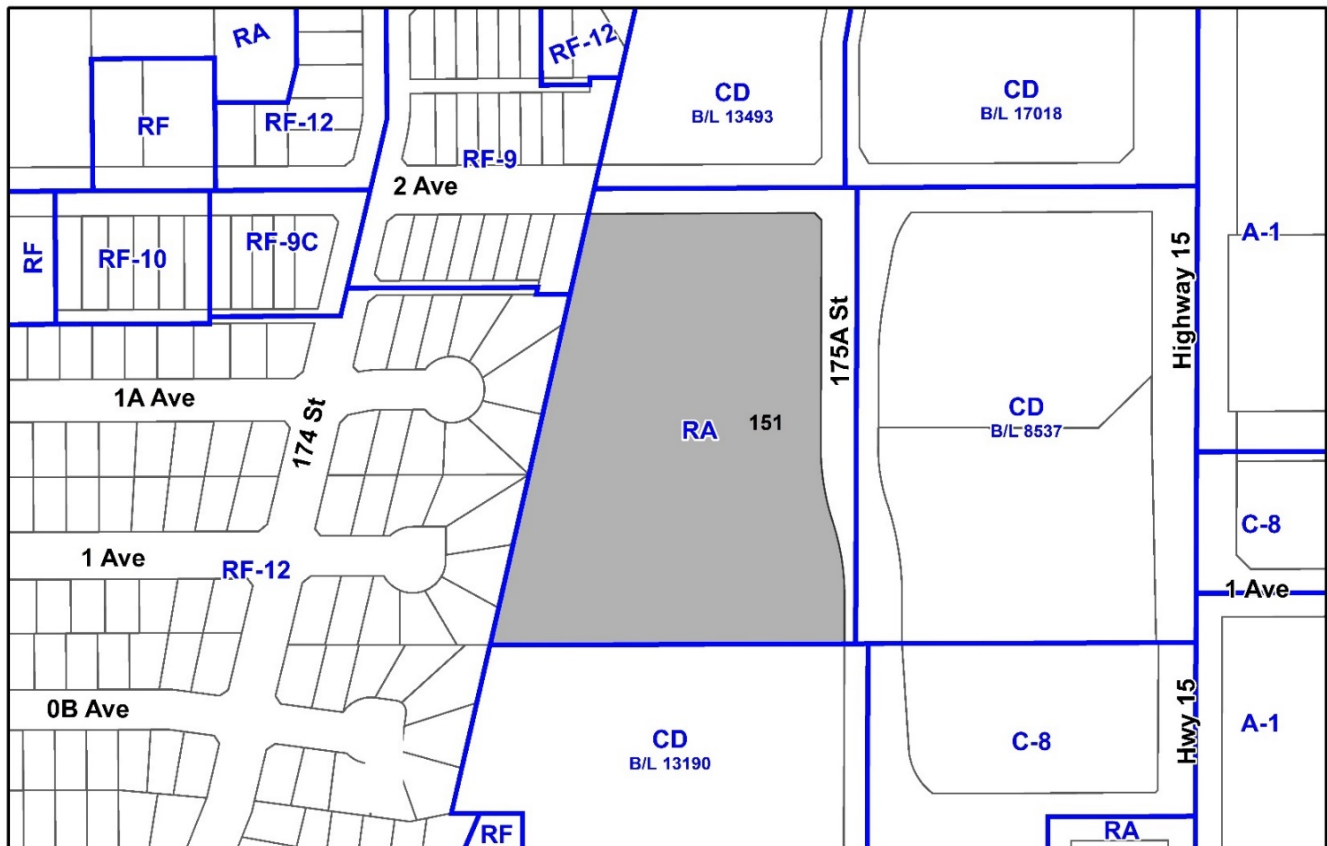 RA
RF-12
RF
RF-12
CD
B/L 13493
CD
B/L 17018
RF-9
2 Ave
RF
RF-10
RF-9C
A-1
Highway 15
175A St
1A Ave
174 St
RA
151
CD
B/L 8537
C-8
1 Ave
RF-12
1 Ave
0B Ave
CD
B/L 13190
C-8
Hwy 15
A-1
RF
RA